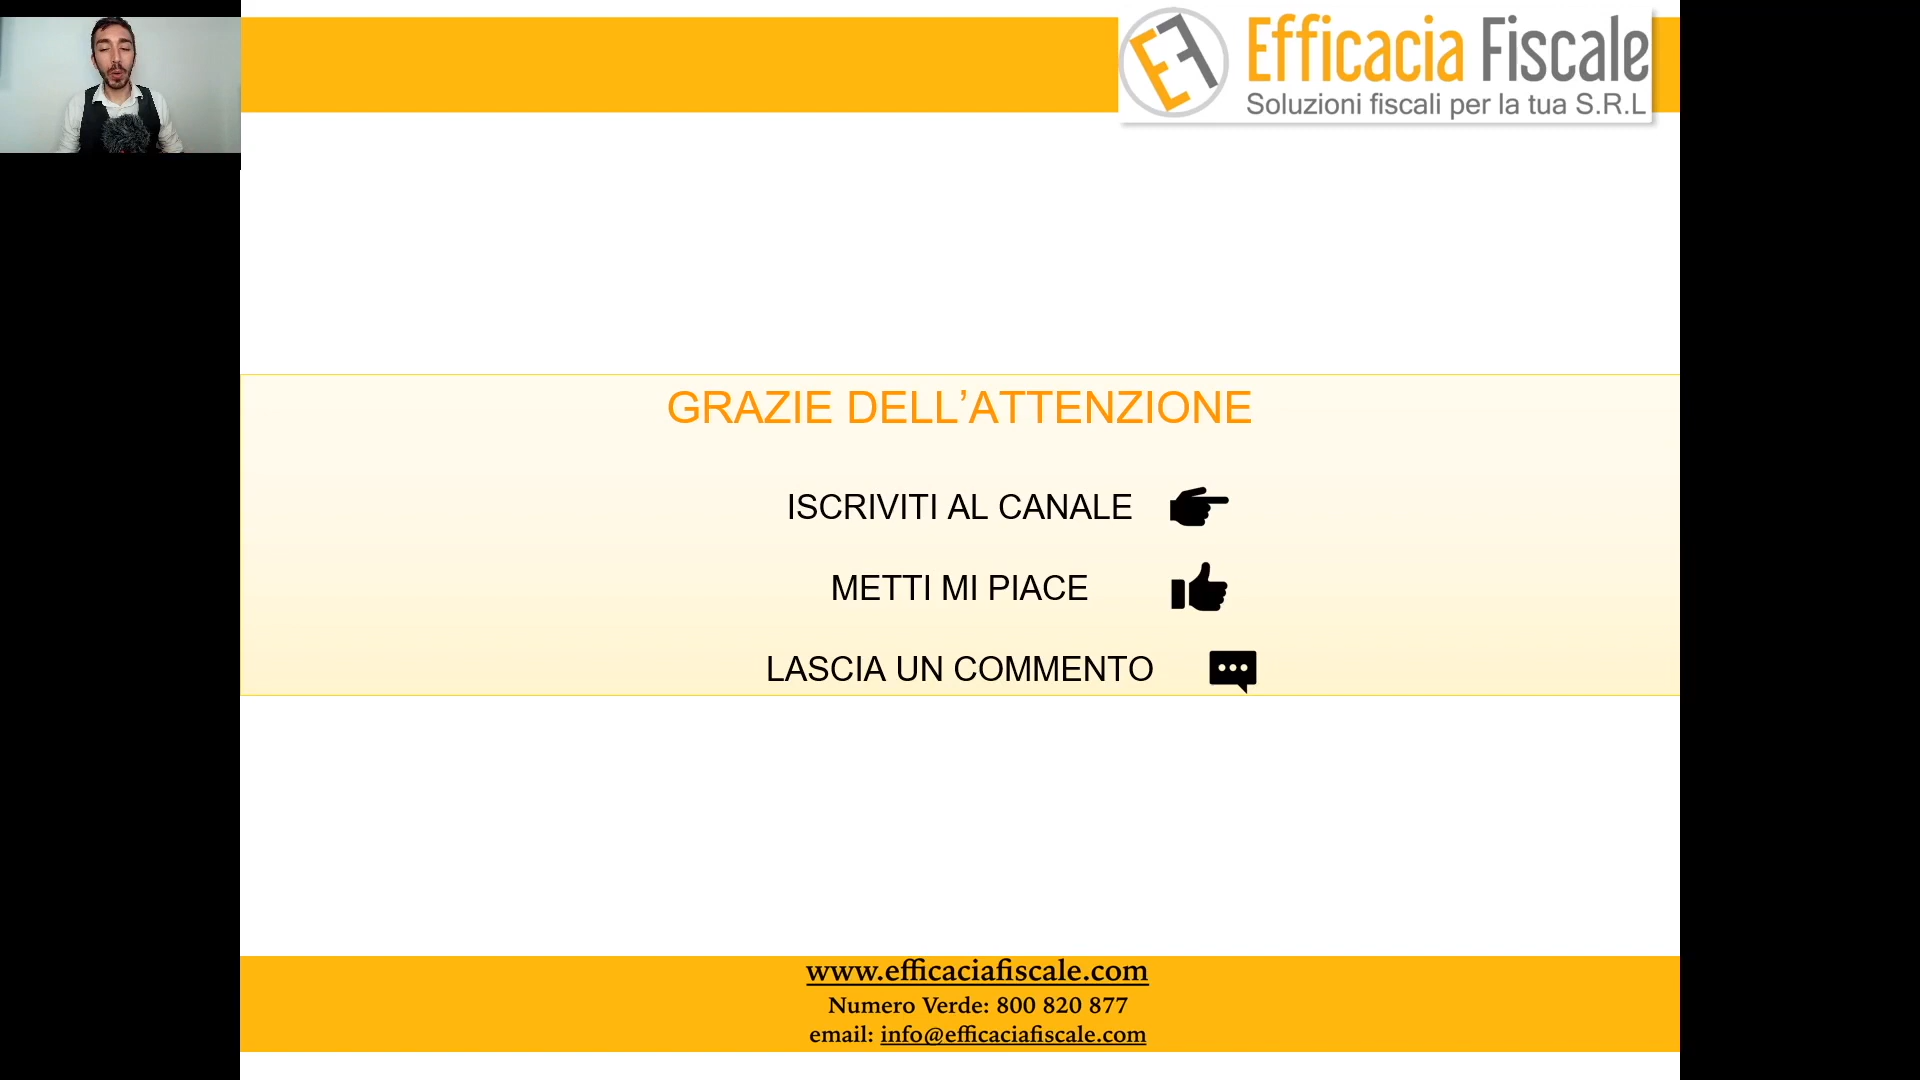 Efficacia Fiscale
Soluzioni fiscali per la tua S.R.L
GRAZIE DELL’ATTENZIONE
ISCRIVITI AL CANALE
METTI MI PIACE
LASCIA UN COMMENTO
www.efficaciafiscale.com
Numero Verde: 800 820 877
email: info@efficaciafiscale.com